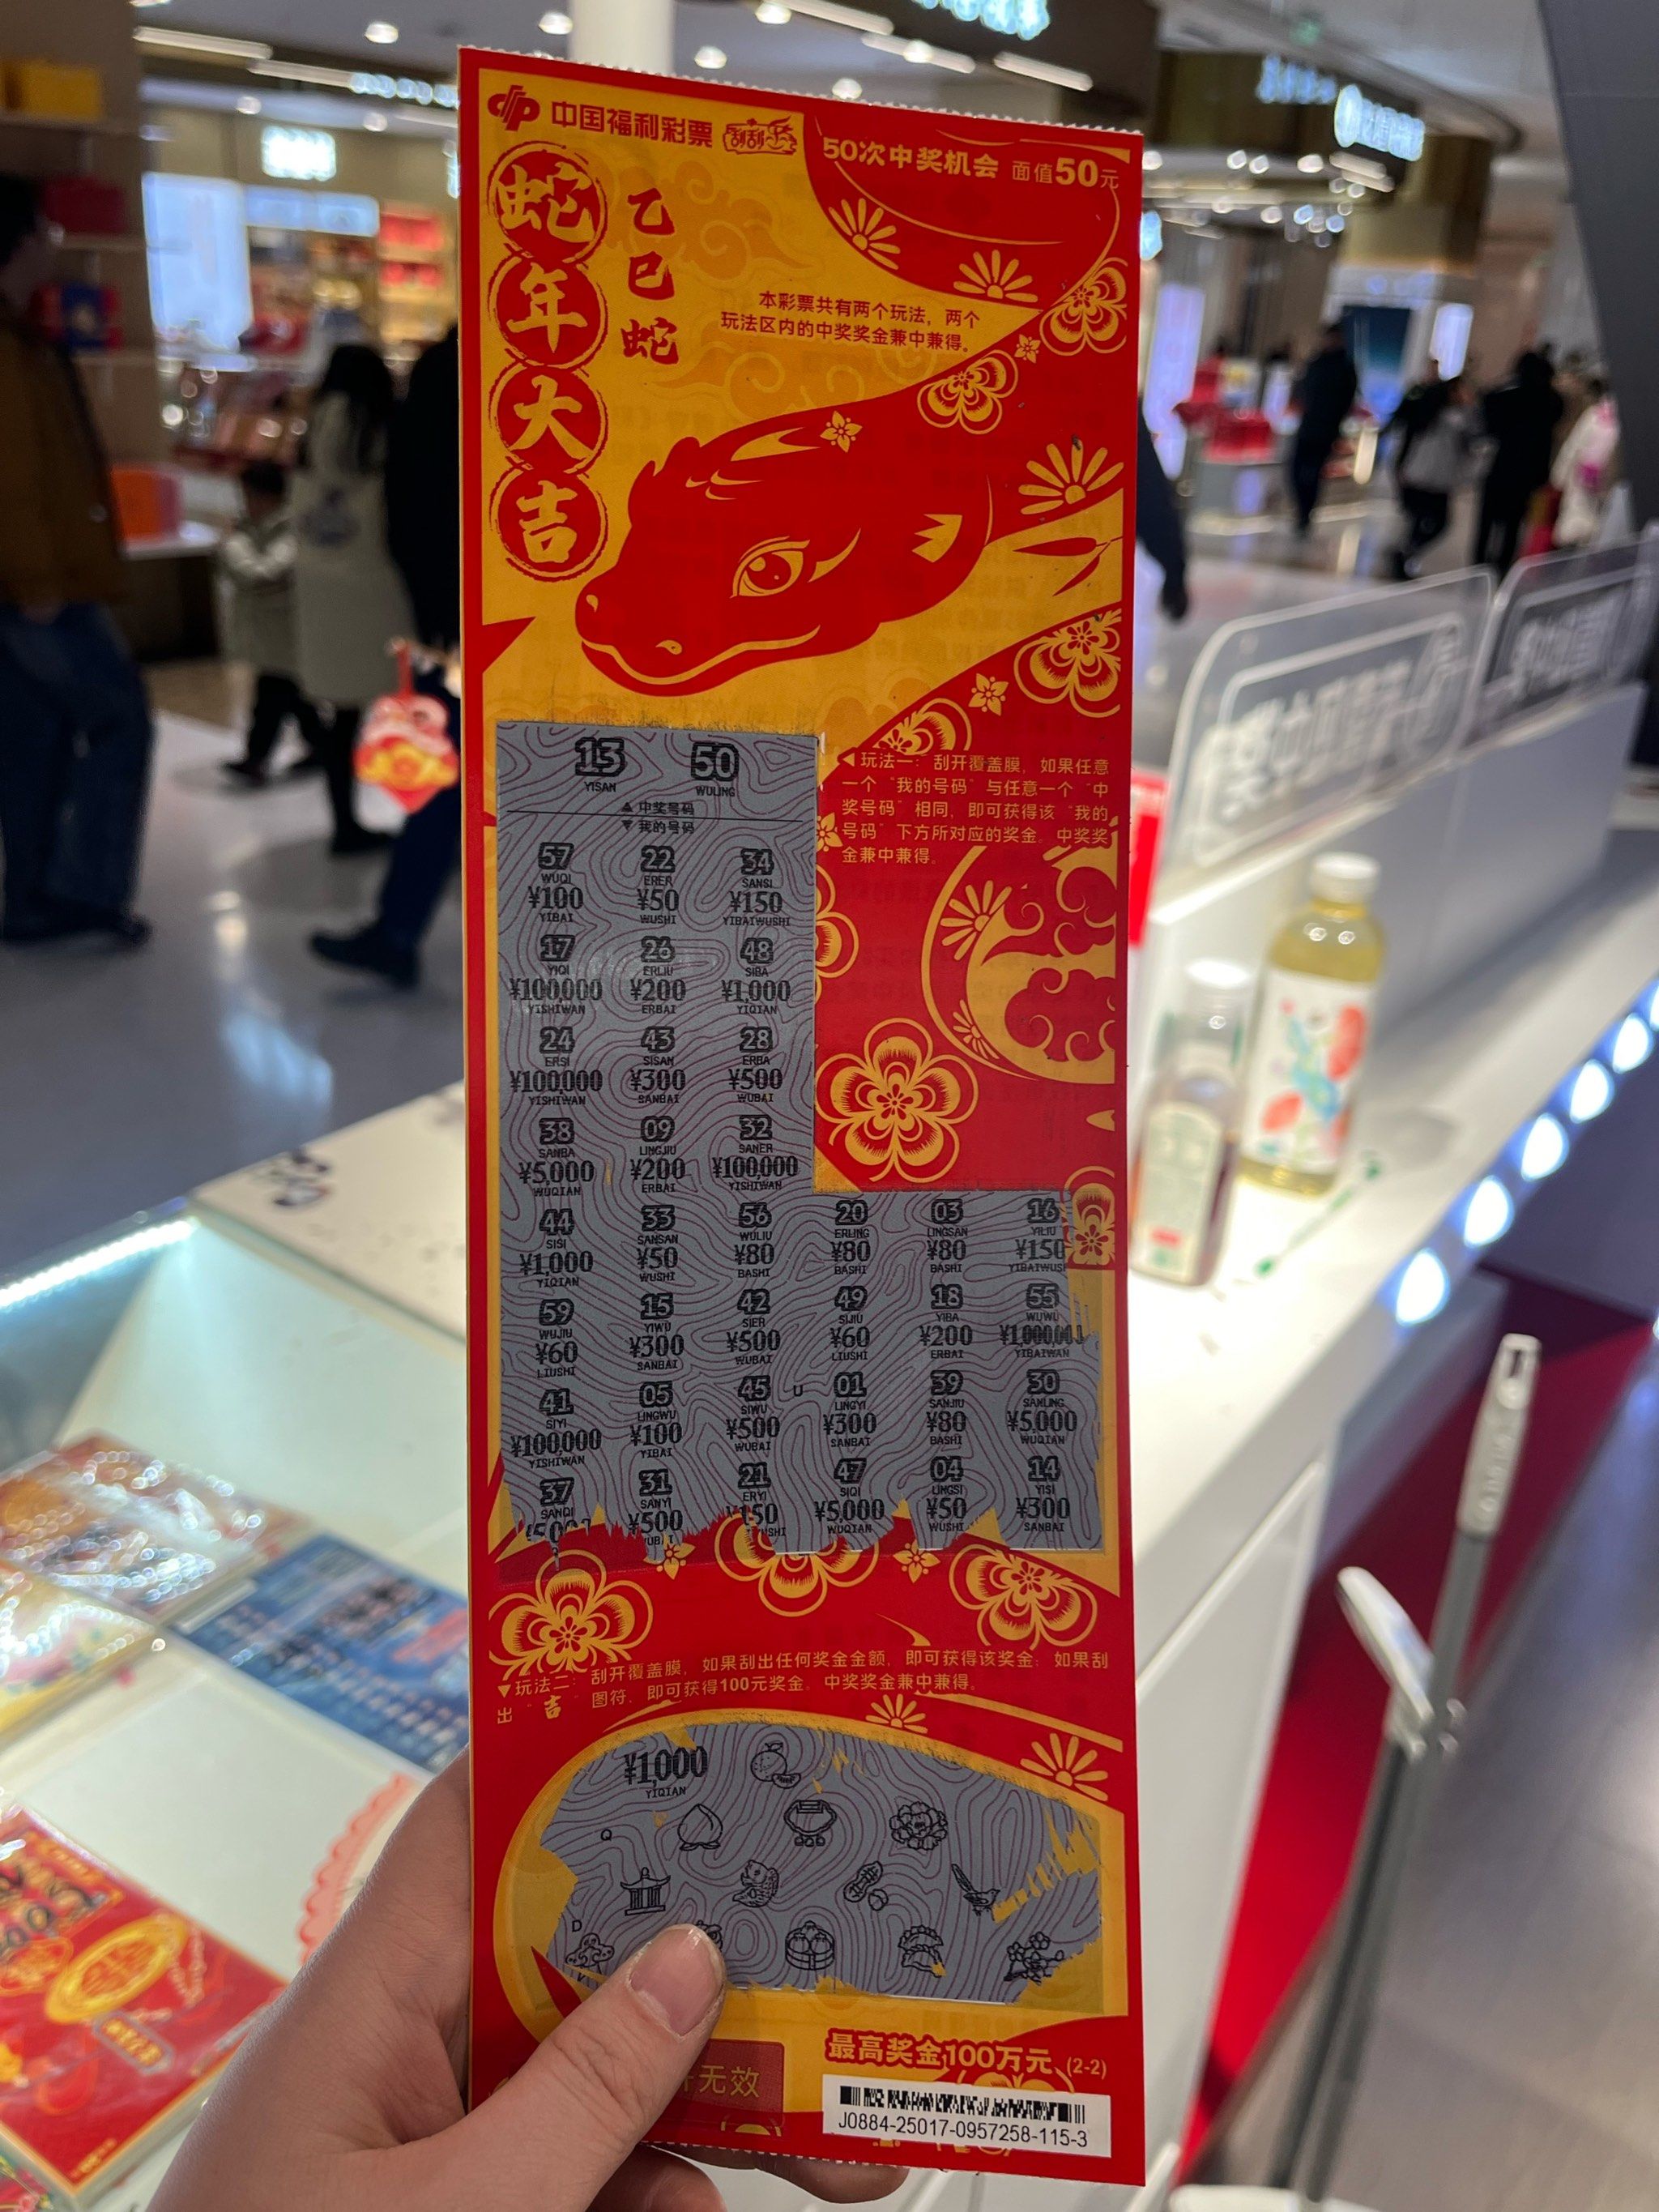 中国福利彩票 刮刮乐
50次中奖机会 面值50元
蛇年大吉
乙巳蛇
本彩票共有两个玩法，两个
玩法区内的中奖奖金兼中兼得。
13 50
YISAN WULING
▲中奖号码
▼我的号码
◀玩法一：刮开覆盖膜，如果任意
一个“我的号码”与任意一个“中
奖号码”相同，即可获得该“我的
号码”下方所对应的奖金。中奖奖
金兼中兼得。
57 22 34
WUQI ERER SANSI
¥100 ¥50 ¥150
YIBAI WUSHI YIBAIWUSHI
17 26 48
YIQI ERLIU SIBA
¥100,000 ¥200 ¥1,000
YISHIWAN ERBAI YIQIAN
24 43 28
ERSI SISAN ERBA
¥100,000 ¥300 ¥500
YISHIWAN SANBAI WUBAI
38 09 32
SANBA LINGJIU SANER
¥5,000 ¥200 ¥100,000
WUQIAN ERBAI YISHIWAN
44 33 56 20 03 16
SISI SANSAN WULIU ERLING LINGSAN YILIU
¥1,000 ¥50 ¥80 ¥80 ¥80 ¥150
YIQIAN WUSHI BASHI BASHI BASHI YIBAIWUS
59 15 42 49 18 55
WUJIU YIWU SIER SIJIU YIBA WUWU
¥60 ¥300 ¥500 ¥60 ¥200 ¥1,000,000
LIUSHI SANBAI WUBAI LIUSHI ERBAI YIBAIWAN
41 05 45 U 01 39 30
SIYI LINGWU SIWU LINGYI SANJIU SANLING
¥100,000 ¥100 ¥500 ¥300 ¥80 ¥5,000
YISHIWAN YIBAI WUBAI SANBAI BASHI WUQIAN
37 31 21 47 04 14
SANQI SANYI ERYI SIQI LINGSI YISI
¥500 ¥150 ¥5,000 ¥50 ¥300
WUQIAN WUSHI SANBAI
▼玩法二：刮开覆盖膜，如果刮出任何奖金金额，即可获得该奖金；如果刮
出“吉”图符，即可获得100元奖金。中奖奖金兼中兼得。
¥1,000
YIQIAN
Q
D
无效
最高奖金100万元 (2-2)
J0884-25017-0957258-115-3